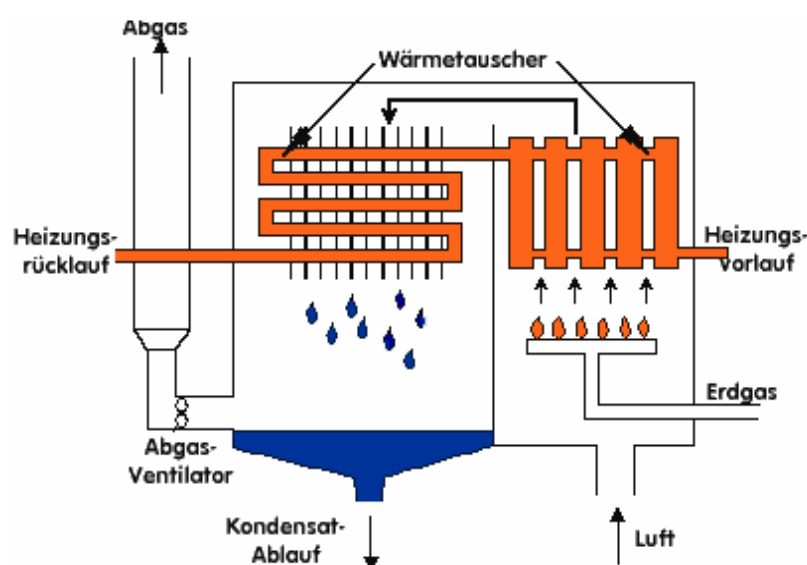 Abgas
Wärmetauscher
Heizungs-
rücklauf
Heizungs-
vorlauf
Erdgas
Abgas-
Ventilator
Kondensat-
Ablauf
Luft